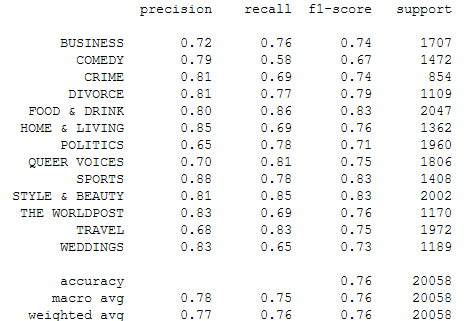 precision recall f1-score support
BUSINESS 0.72 0.76 0.74 1707
COMEDY 0.79 0.58 0.67 1472
CRIME 0.81 0.69 0.74 854
DIVORCE 0.81 0.77 0.79 1109
FOOD & DRINK 0.80 0.86 0.83 2047
HOME & LIVING 0.85 0.69 0.76 1362
POLITICS 0.65 0.78 0.71 1960
QUEER VOICES 0.70 0.81 0.75 1806
SPORTS 0.88 0.78 0.83 1408
STYLE & BEAUTY 0.81 0.85 0.83 2002
THE WORLDPOST 0.83 0.69 0.76 1170
TRAVEL 0.68 0.83 0.75 1972
WEDDINGS 0.83 0.65 0.73 1189
accuracy 0.76 20058
macro avg 0.78 0.75 0.76 20058
weighted avg 0.77 0.76 0.76 20058